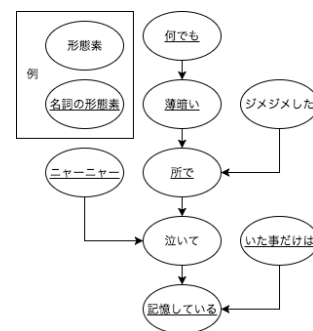 形態素
例
名詞の形態素
何でも
薄暗い
ジメジメした
ニャーニャー
所で
泣いて
いた事だけは
記憶している